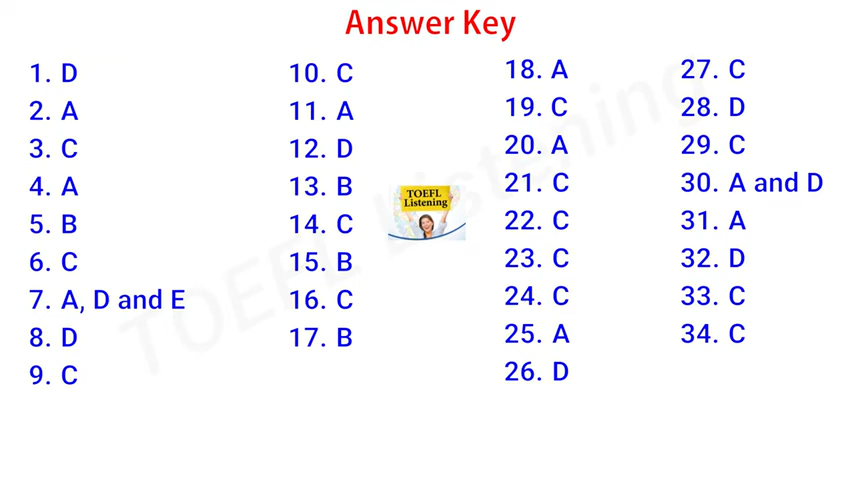 Answer Key
1. D
2. A
3. C
4. A
5. B
6. C
7. A, D and E
8. D
9. C
10. C
11. A
12. D
13. B
14. C
15. B
16. C
17. B
TOEFL
Listening
18. A
19. C
20. A
21. C
22. C
23. C
24. C
25. A
26. D
27. C
28. D
29. C
30. A and D
31. A
32. D
33. C
34. C
TOEFL Listening